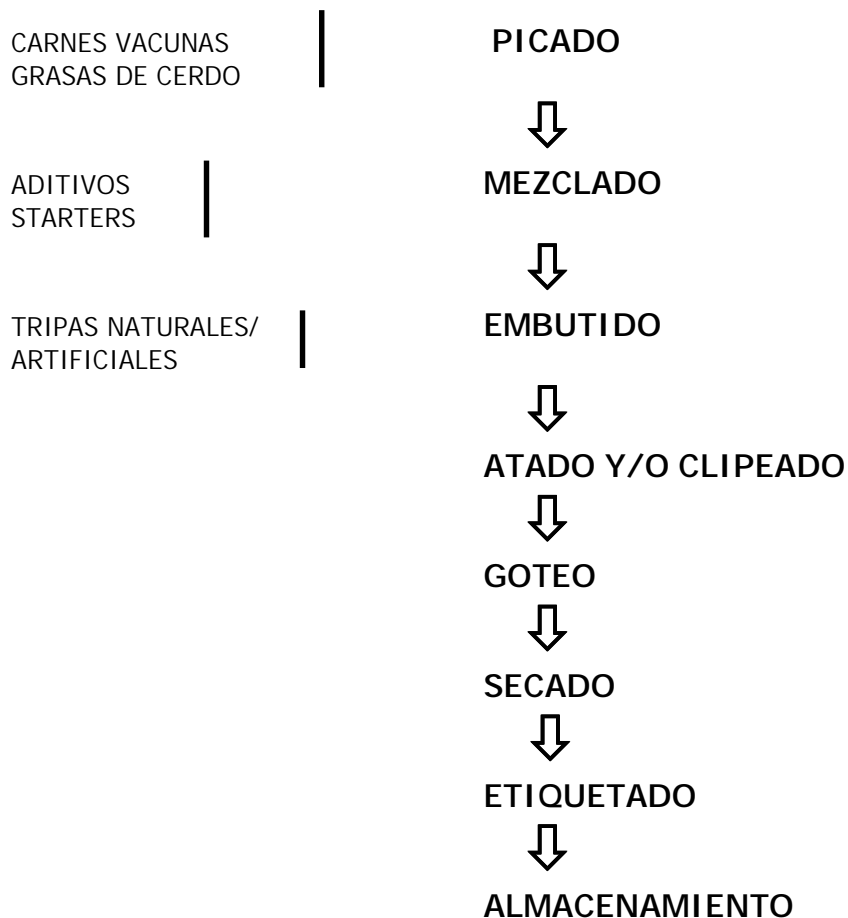 CARNES VACUNAS
GRASAS DE CERDO
PICADO
ADITIVOS
STARTERS
MEZCLADO
TRIPAS NATURALES/
ARTIFICIALES
EMBUTIDO
ATADO Y/O CLIPEADO
GOTEO
SECADO
ETIQUETADO
ALMACENAMIENTO